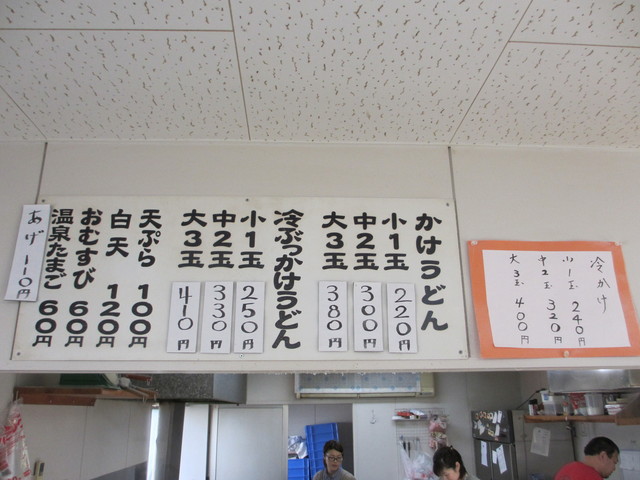 冷かけ
小1玉 240円
中2玉 320円
大3玉 400円
かけうどん
小1玉 220円
中2玉 300円
大3玉 380円
冷ぶっかけうどん
小1玉 250円
中2玉 330円
大3玉 410円
天ぷら 100円
白天 120円
おむすび 60円
温泉たまご 60円
あげ 110円